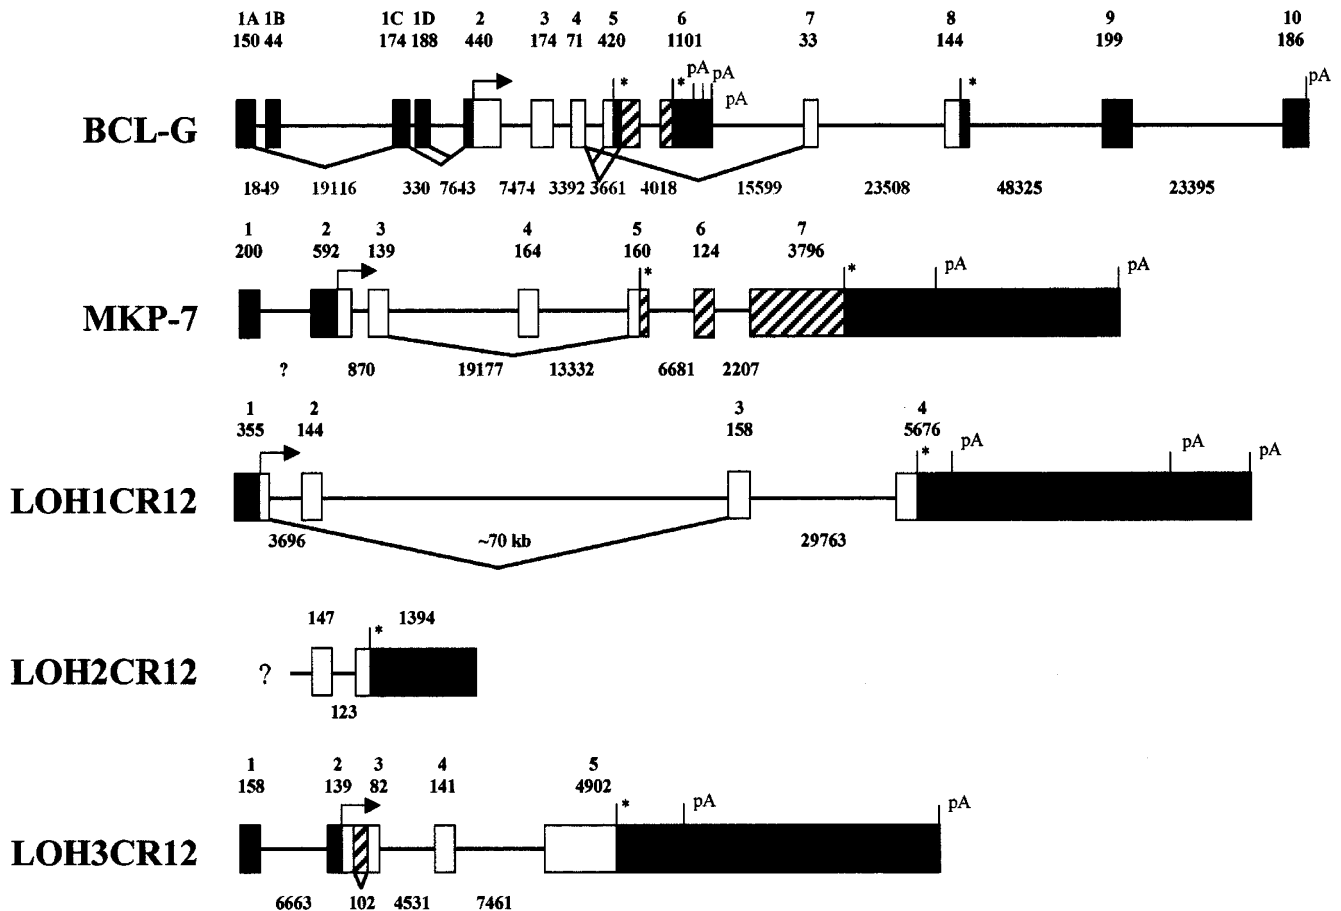 1A 1B 1C 1D 2 3 4 5 6 7 8 9 10
150 44 174 188 440 174 71 420 1101 33 144 199 186
* * pA pA pA * pA
BCL-G
1849 19116 330 7643 7474 3392 3661 4018 15599 23508 48325 23395
1 2 3 4 5 6 7
200 592 139 164 160 124 3796
* * pA pA
MKP-7
? 870 19177 13332 6681 2207
1 2 3 4
355 144 158 5676
* pA pA pA
LOH1CR12
3696 ~70 kb 29763
147 1394
*
LOH2CR12 ?
123
1 2 3 4 5
158 139 82 141 4902
* pA pA
LOH3CR12
6663 102 4531 7461